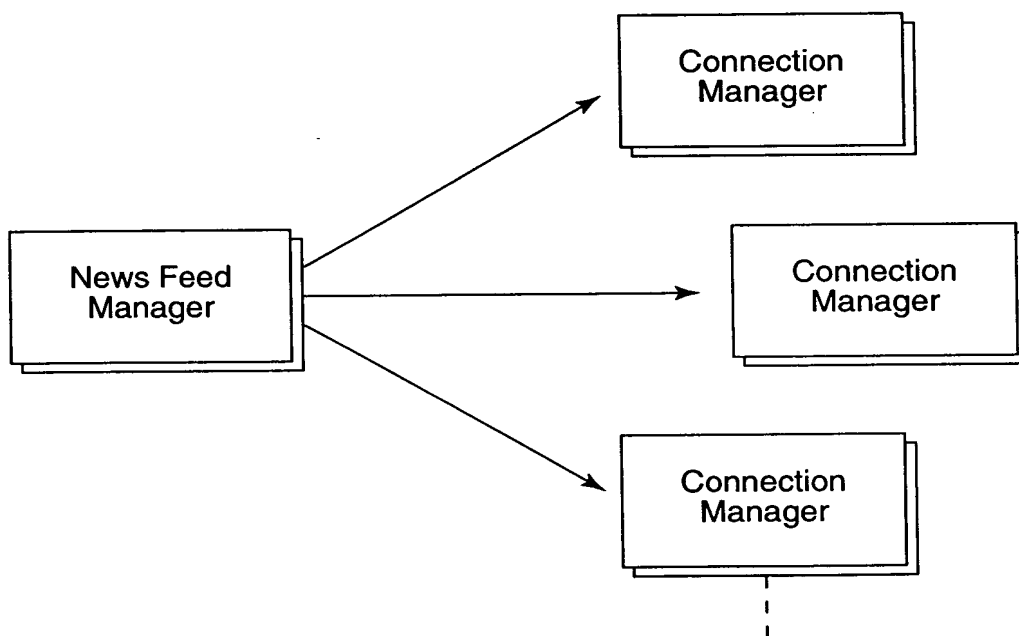 Connection
Manager
News Feed
Manager
Connection
Manager
Connection
Manager